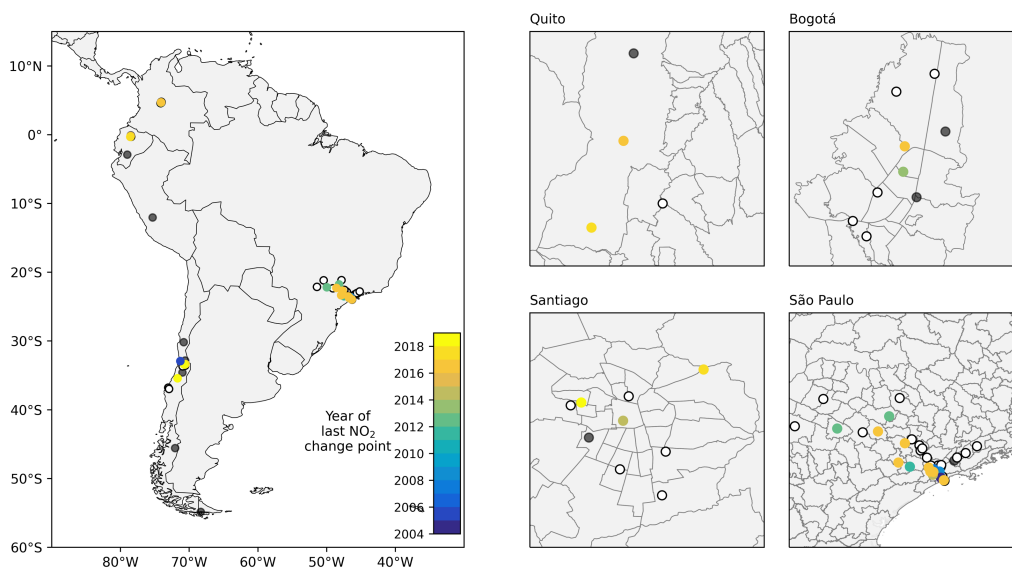 Quito
Bogotá
10°N
0°
10°S
20°S
30°S
40°S
50°S
60°S
80°W
70°W
60°W
50°W
40°W
Year of
last NO₂
change point
2018
2016
2014
2012
2010
2008
2006
2004
Santiago
São Paulo